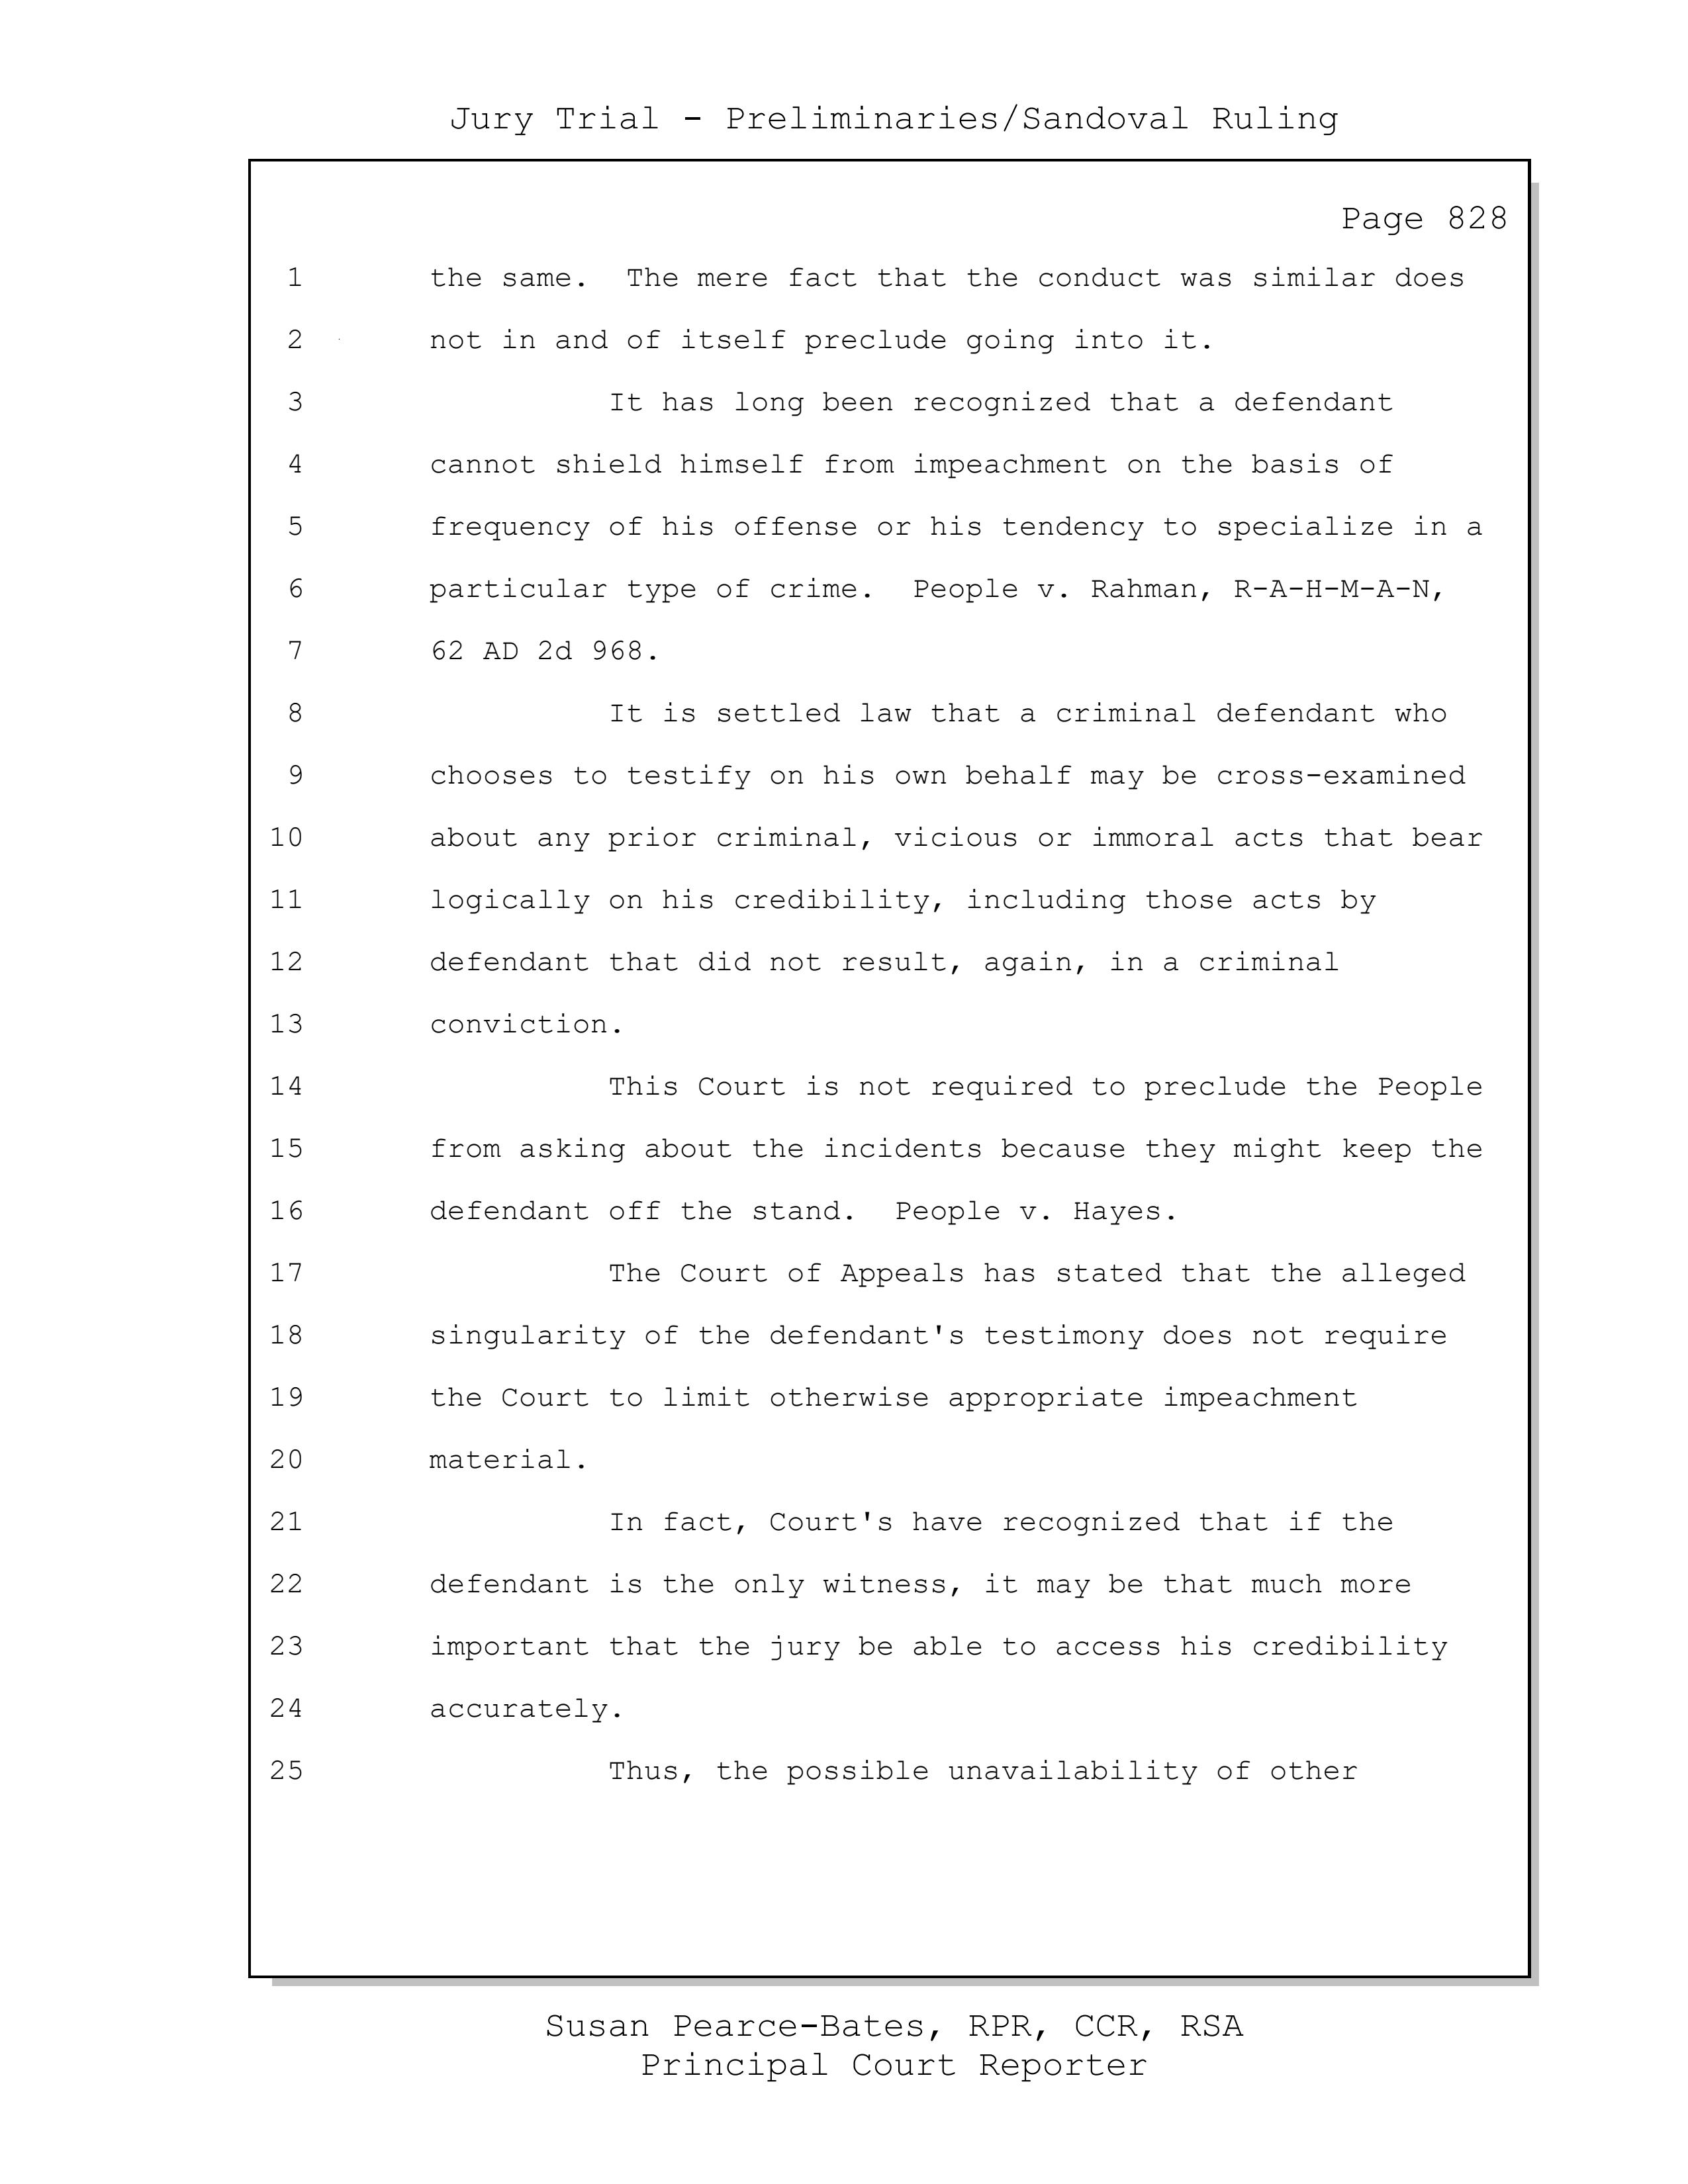 Jury Trial - Preliminaries/Sandoval Ruling
Page 828
1 the same. The mere fact that the conduct was similar does
2 not in and of itself preclude going into it.
3 It has long been recognized that a defendant
4 cannot shield himself from impeachment on the basis of
5 frequency of his offense or his tendency to specialize in a
6 particular type of crime. People v. Rahman, R-A-H-M-A-N,
7 62 AD 2d 968.
8 It is settled law that a criminal defendant who
9 chooses to testify on his own behalf may be cross-examined
10 about any prior criminal, vicious or immoral acts that bear
11 logically on his credibility, including those acts by
12 defendant that did not result, again, in a criminal
13 conviction.
14 This Court is not required to preclude the People
15 from asking about the incidents because they might keep the
16 defendant off the stand. People v. Hayes.
17 The Court of Appeals has stated that the alleged
18 singularity of the defendant's testimony does not require
19 the Court to limit otherwise appropriate impeachment
20 material.
21 In fact, Court's have recognized that if the
22 defendant is the only witness, it may be that much more
23 important that the jury be able to access his credibility
24 accurately.
25 Thus, the possible unavailability of other
Susan Pearce-Bates, RPR, CCR, RSA
Principal Court Reporter